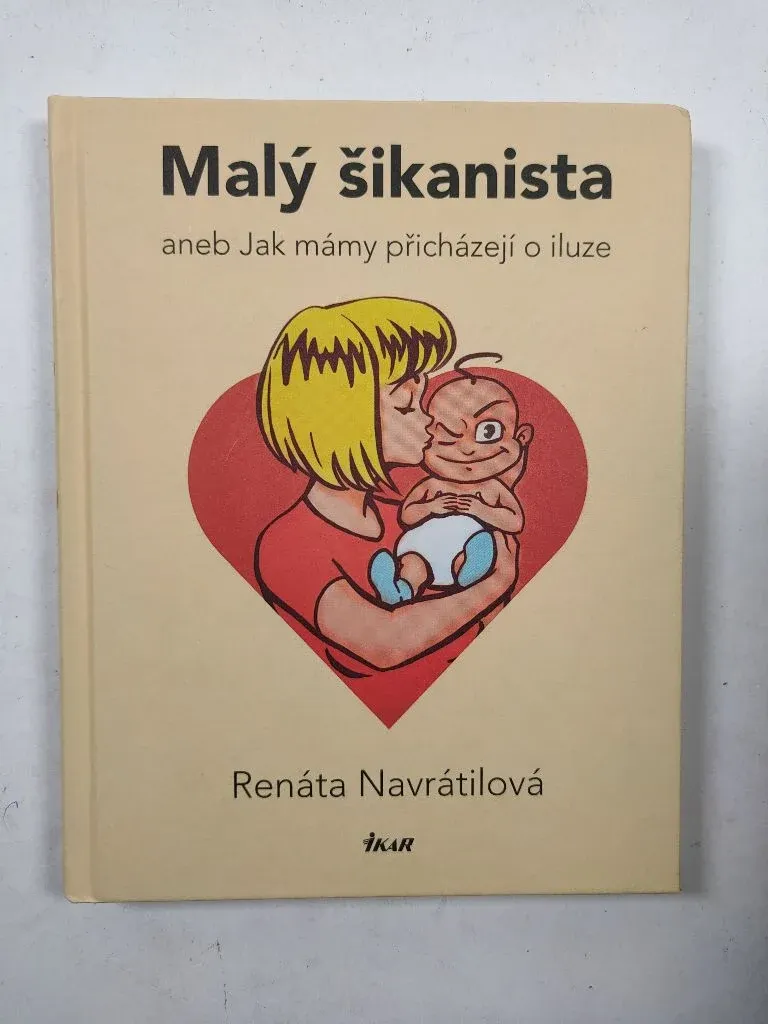 Malý šikanista
aneb Jak mámy přicházejí o iluze
Renáta Navrátilová
IKAR